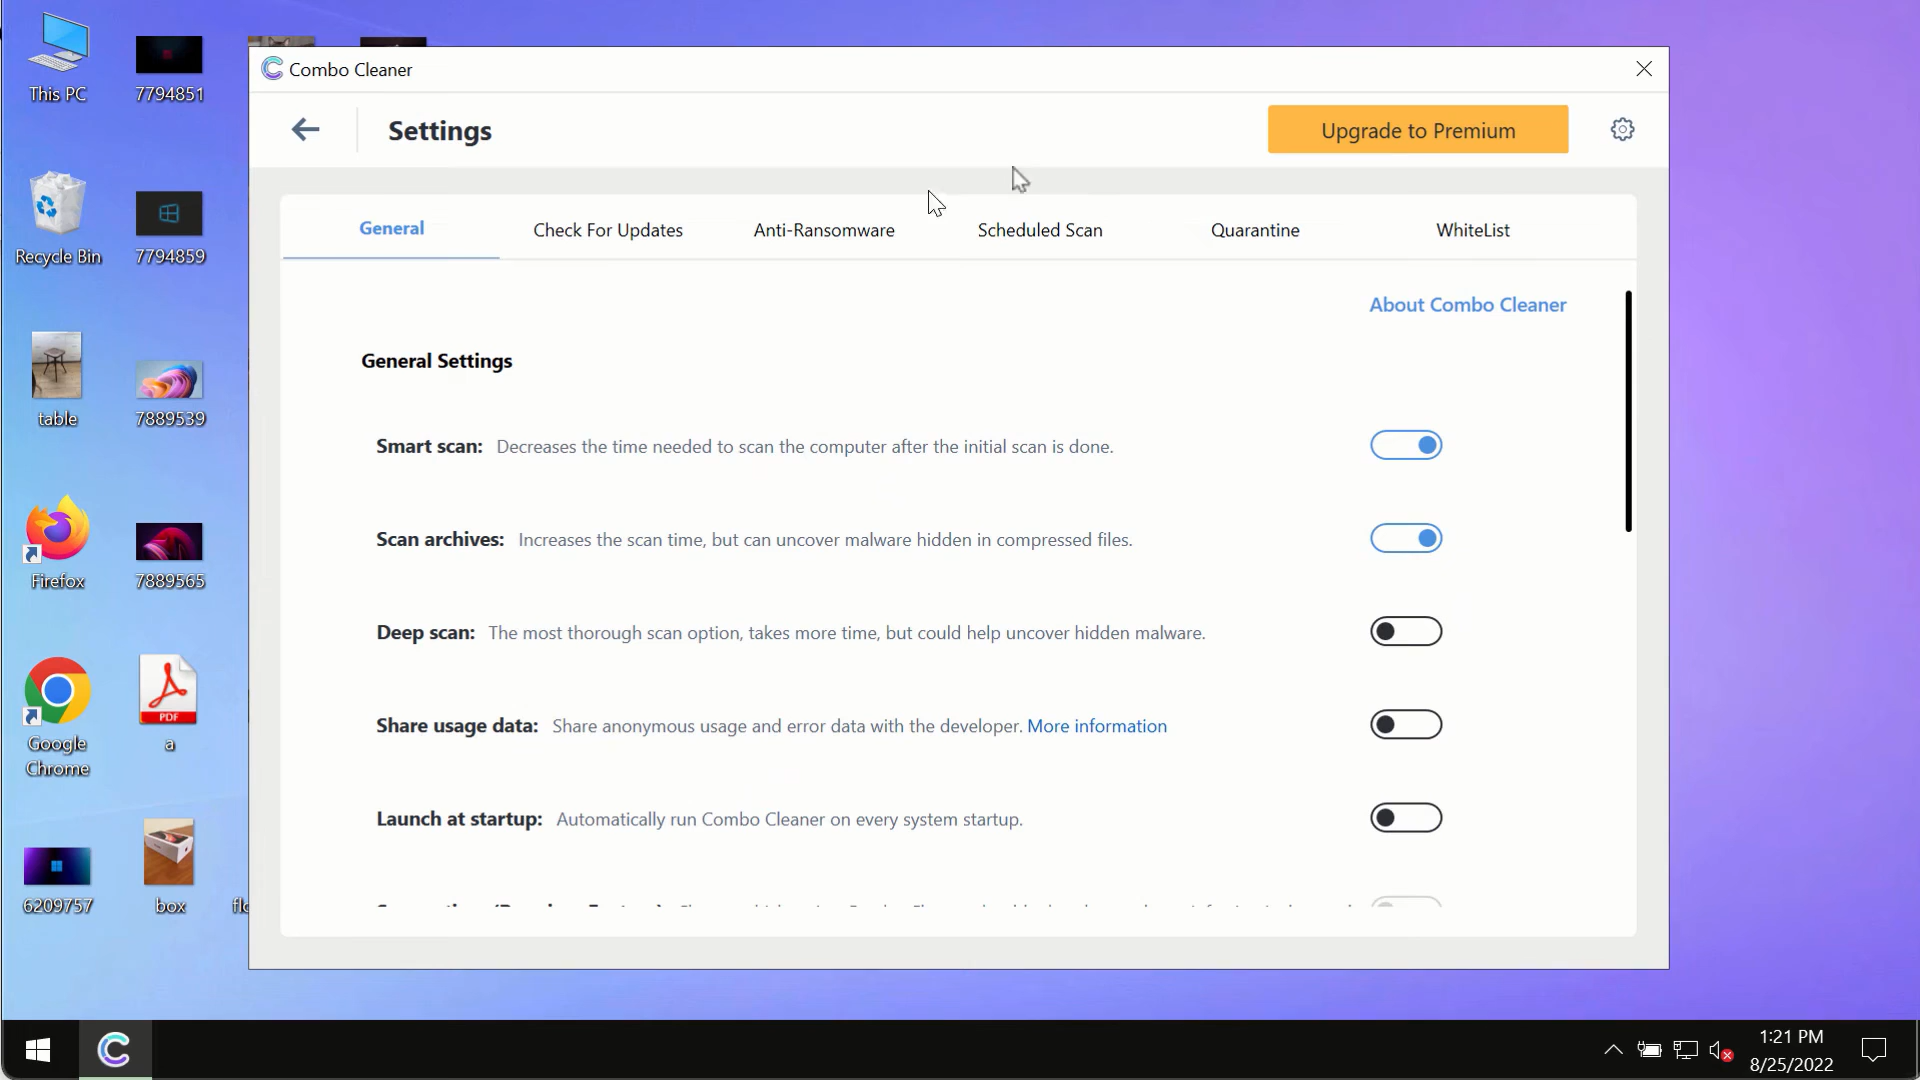 This PC
7794851
Recycle Bin
7794859
table
7889539
Firefox
7889565
Google
Chrome
PDF
a
6209757
box
Combo Cleaner
Settings
Upgrade to Premium
General
Check For Updates
Anti-Ransomware
Scheduled Scan
Quarantine
WhiteList
About Combo Cleaner
General Settings
Smart scan: Decreases the time needed to scan the computer after the initial scan is done.
Scan archives: Increases the scan time, but can uncover malware hidden in compressed files.
Deep scan: The most thorough scan option, takes more time, but could help uncover hidden malware.
Share usage data: Share anonymous usage and error data with the developer. More information
Launch at startup: Automatically run Combo Cleaner on every system startup.
1:21 PM
8/25/2022